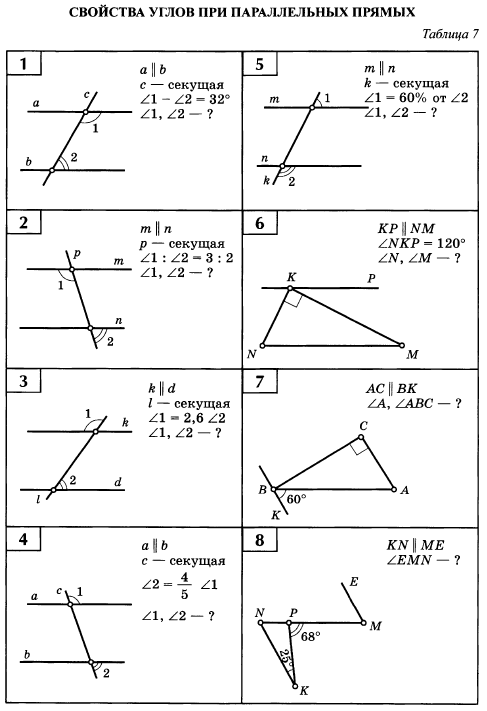 СВОЙСТВА УГЛОВ ПРИ ПАРАЛЛЕЛЬНЫХ ПРЯМЫХ
Таблица 7
1
a ∥ b
c — секущая
∠1 − ∠2 = 32°
∠1, ∠2 — ?
c
a
1
b
2
2
m ∥ n
p — секущая
∠1 : ∠2 = 3 : 2
∠1, ∠2 — ?
p
m
1
n
2
3
k ∥ d
l — секущая
∠1 = 2,6 ∠2
∠1, ∠2 — ?
1
k
2
d
l
4
a ∥ b
c — секущая
∠2 = 4/5 ∠1
∠1, ∠2 — ?
c
1
a
b
2
5
m ∥ n
k — секущая
∠1 = 60% от ∠2
∠1, ∠2 — ?
1
m
n
k
2
6
KP ∥ NM
∠NKP = 120°
∠N, ∠M — ?
K
P
N
M
7
AC ∥ BK
∠A, ∠ABC — ?
C
B
60°
A
K
8
KN ∥ ME
∠EMN — ?
E
N
P
M
68°
25°
K